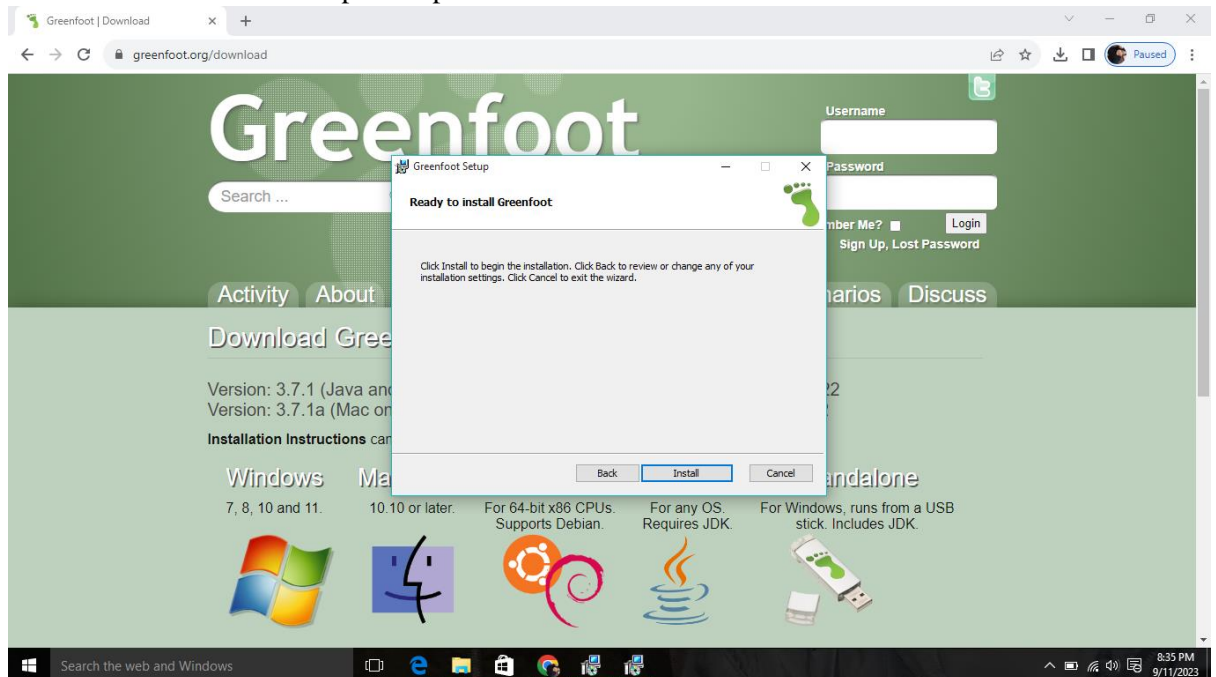 Greenfoot | Download
greenfoot.org/download
Paused
Greenfoot
Username
Password
Search ...
mber Me?
Login
Sign Up, Lost Password
Activity
About
narios
Discuss
Greenfoot Setup
Ready to install Greenfoot
Click Install to begin the installation. Click Back to review or change any of your
installation settings. Click Cancel to exit the wizard.
Back
Install
Cancel
Download Gree
Version: 3.7.1 (Java and
22
Version: 3.7.1a (Mac on
Installation Instructions can
Windows
Ma
andalone
7, 8, 10 and 11.
10.10 or later.
For 64-bit x86 CPUs.
Supports Debian.
For any OS.
Requires JDK.
For Windows, runs from a USB
stick. Includes JDK.
Search the web and Windows
8:35 PM
9/11/2023